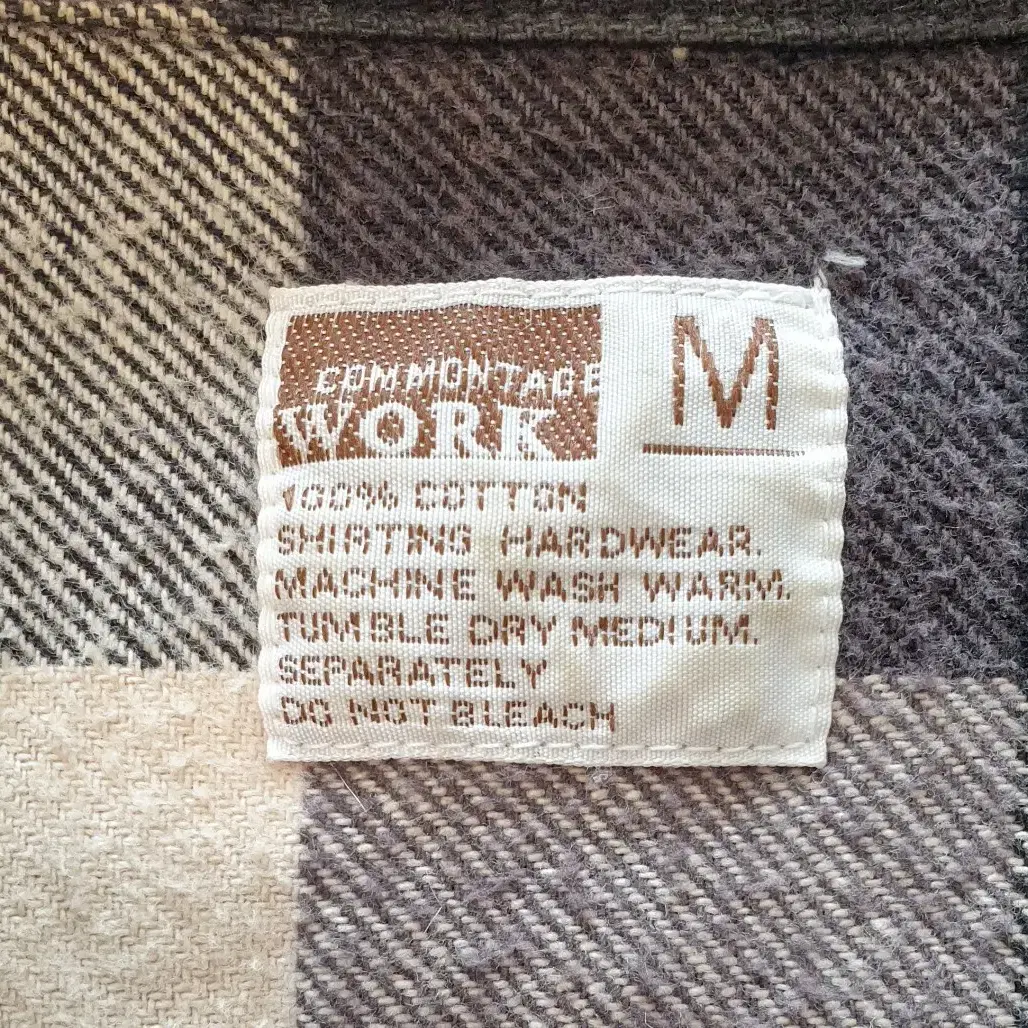 COMMONTAGE
WORK
M
100% COTTON
SHIRTING HARDWEAR.
MACHINE WASH WARM.
TUMBLE DRY MEDIUM.
SEPARATELY
DO NOT BLEACH